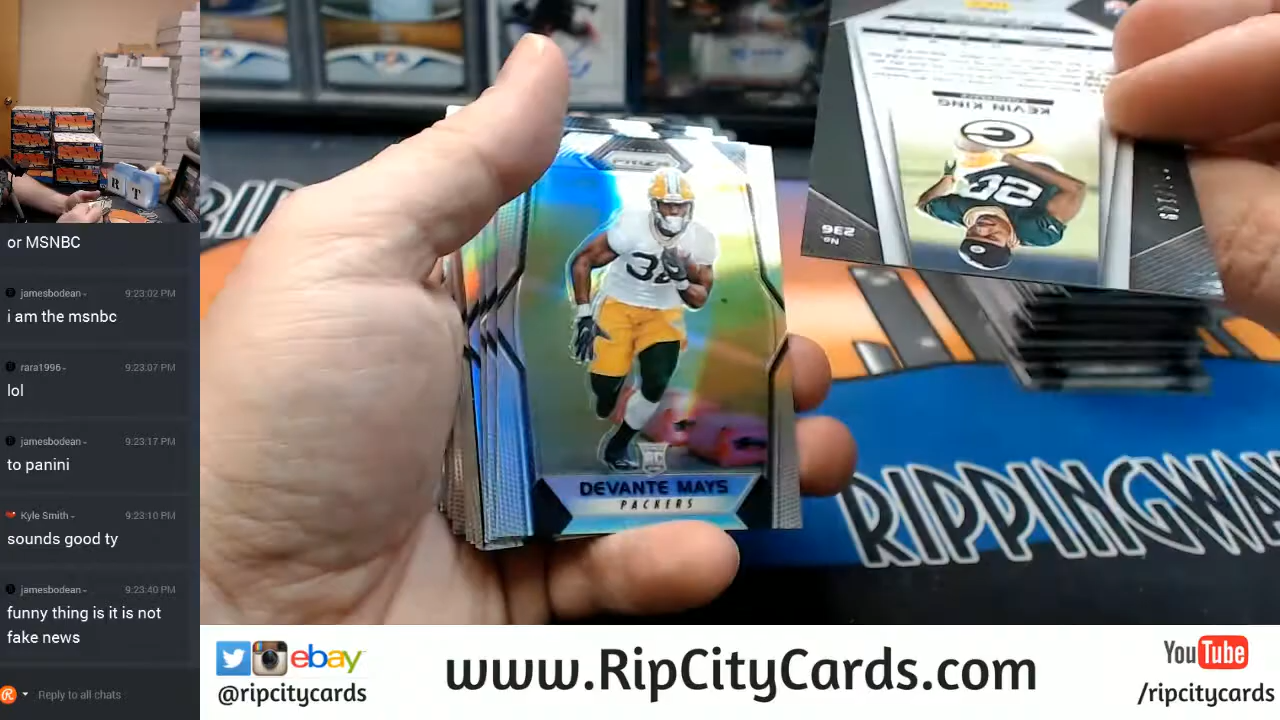 or MSNBC
jamesbodean
9:23:02 PM
i am the msnbc
rara1996
9:23:07 PM
lol
jamesbodean
9:23:17 PM
to panini
Kyle Smith
9:23:10 PM
sounds good ty
jamesbodean
9:23:40 PM
funny thing is it is not
fake news
Reply to all chats
R T
PRIZM
DEVANTE MAYS
PACKERS
KEVIN KING
CORNERBACK
No. 236
RIPPINGWA
ebay
@ripcitycards
www.RipCityCards.com
YouTube
/ripcitycards